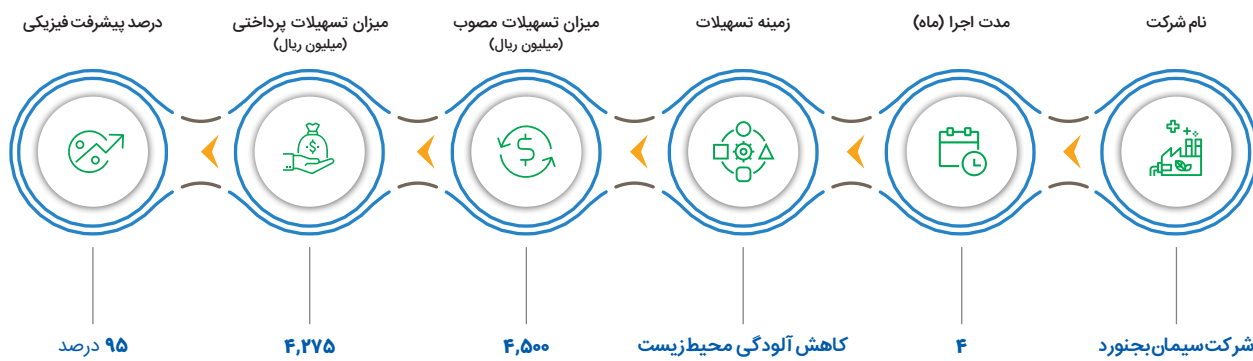 نام شرکت
مدت اجرا (ماه)
زمینه تسهیلات
میزان تسهیلات مصوب
(میلیون ریال)
میزان تسهیلات پرداختی
(میلیون ریال)
درصد پیشرفت فیزیکی
شرکت سیمان بجنورد
۴
کاهش آلودگی محیط زیست
۴,۵۰۰
۴,۲۷۵
۹۵ درصد